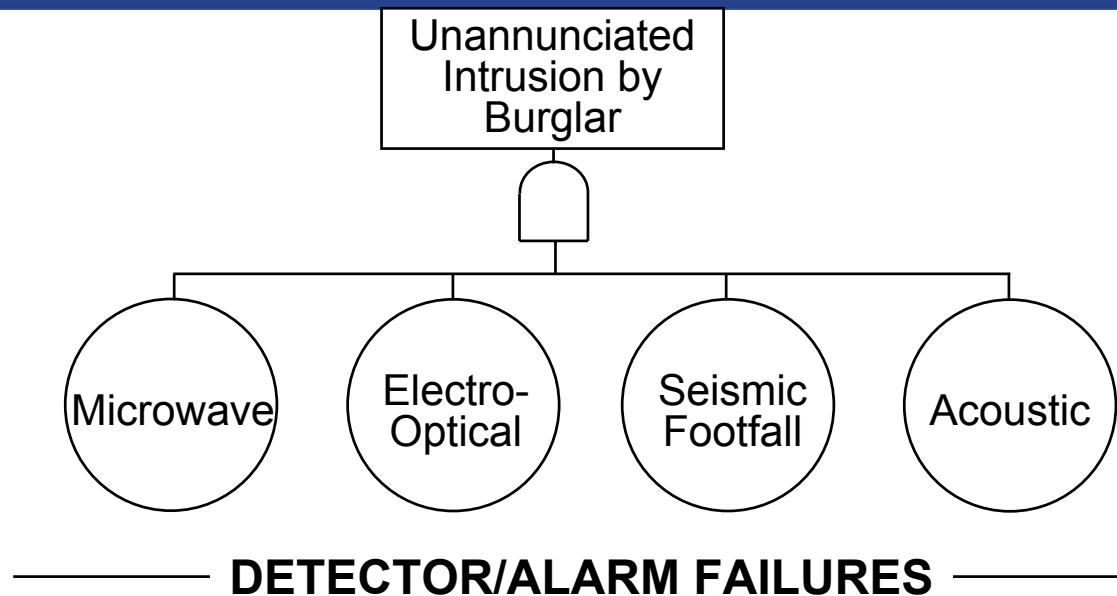 Unannunciated
Intrusion by
Burglar
Microwave
Electro-
Optical
Seismic
Footfall
Acoustic
DETECTOR/ALARM FAILURES